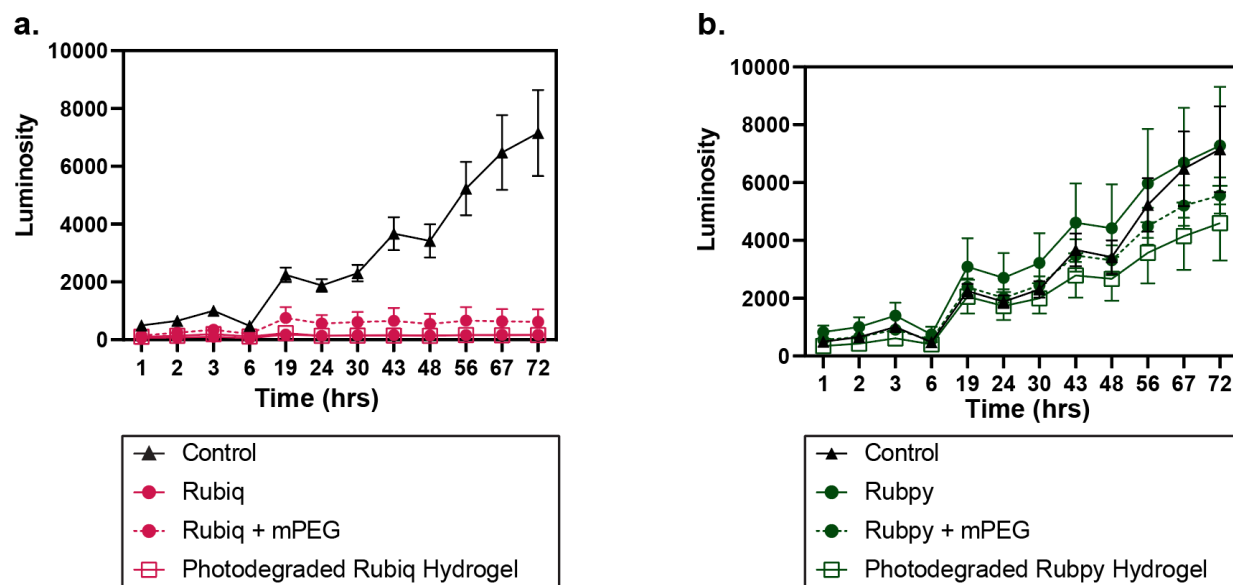 a.
10000
8000
6000
4000
2000
0
Luminosity
1 2 3 6 19 24 30 43 48 56 67 72
Time (hrs)
Control
Rubiq
Rubiq + mPEG
Photodegraded Rubiq Hydrogel
b.
10000
8000
6000
4000
2000
0
Luminosity
1 2 3 6 19 24 30 43 48 56 67 72
Time (hrs)
Control
Rubpy
Rubpy + mPEG
Photodegraded Rubpy Hydrogel